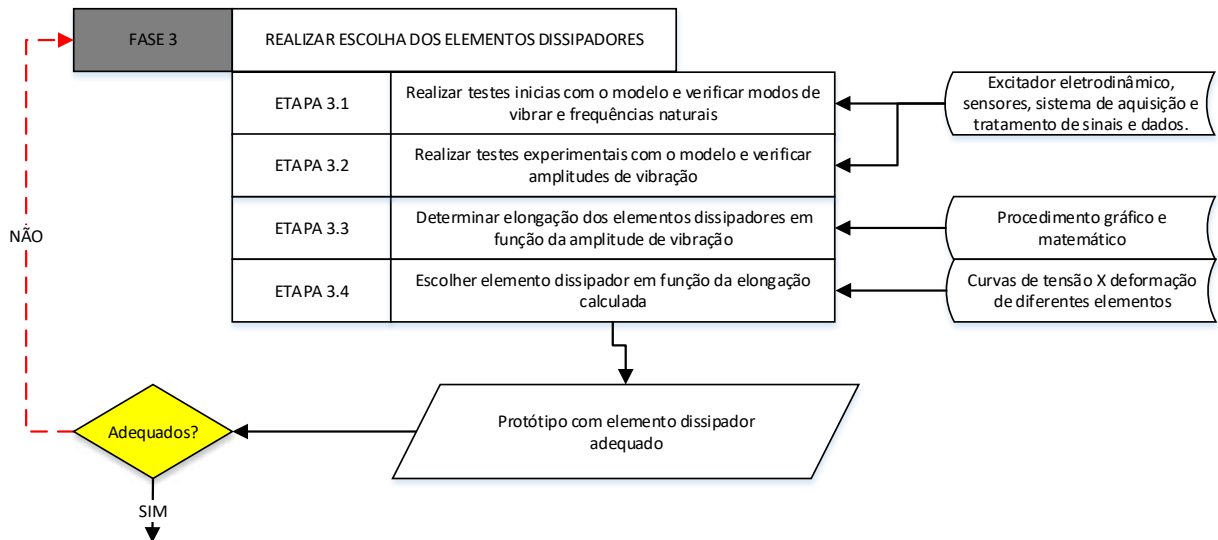 FASE 3
REALIZAR ESCOLHA DOS ELEMENTOS DISSIPADORES
ETAPA 3.1
Realizar testes inicias com o modelo e verificar modos de
vibrar e frequências naturais
Excitador eletrodinâmico,
sensores, sistema de aquisição e
tratamento de sinais e dados.
ETAPA 3.2
Realizar testes experimentais com o modelo e verificar
amplitudes de vibração
ETAPA 3.3
Determinar elongação dos elementos dissipadores em
função da amplitude de vibração
Procedimento gráfico e
matemático
ETAPA 3.4
Escolher elemento dissipador em função da elongação
calculada
Curvas de tensão X deformação
de diferentes elementos
NÃO
Protótipo com elemento dissipador
adequado
Adequados?
SIM